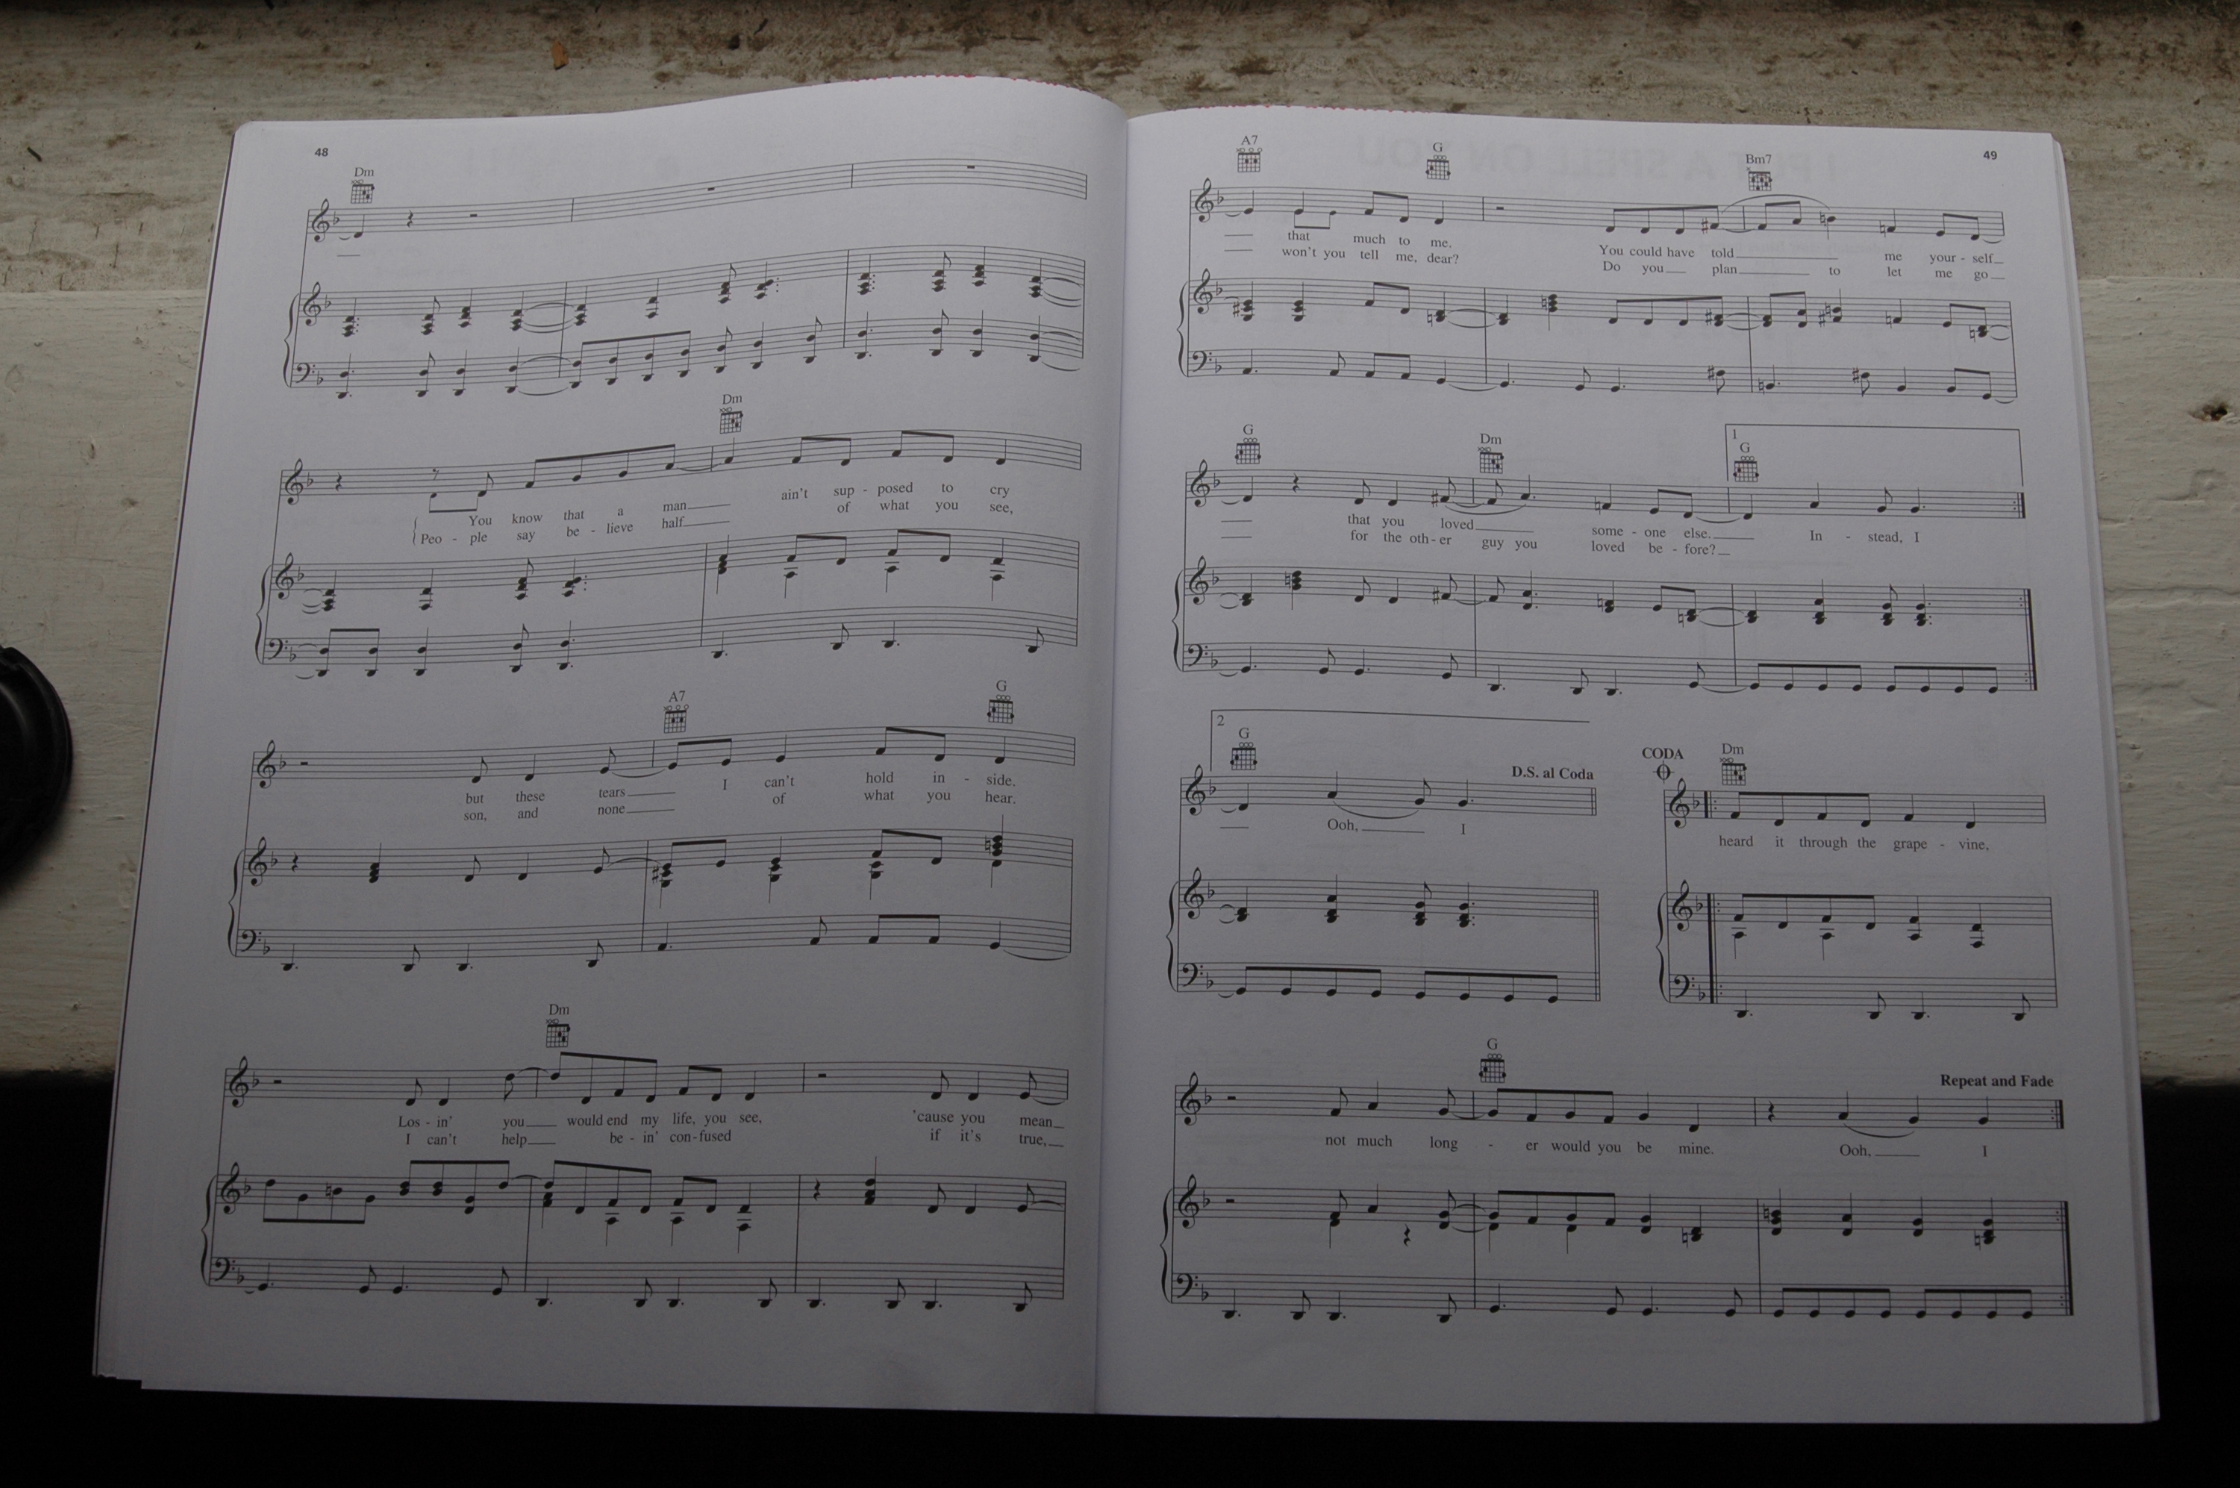 48
Dm
Dm
You know that a man ain't sup - posed to cry
Peo - ple say be - lieve half of what you see,
A7 G
but these tears I can't hold in - side.
son, and none of what you hear.
Dm
Los - in' you would end my life, you see, 'cause you mean
I can't help be - in' con - fused if it's true,
49
A7 G Bm7
that much to me. You could have told me your - self
won't you tell me, dear? Do you plan to let me go
G Dm 1 G
that you loved some - one else. In - stead, I
for the oth - er guy you loved be - fore?
2
G D.S. al Coda
Ooh, I
CODA Dm
heard it through the grape - vine,
G Repeat and Fade
not much long - er would you be mine. Ooh, I